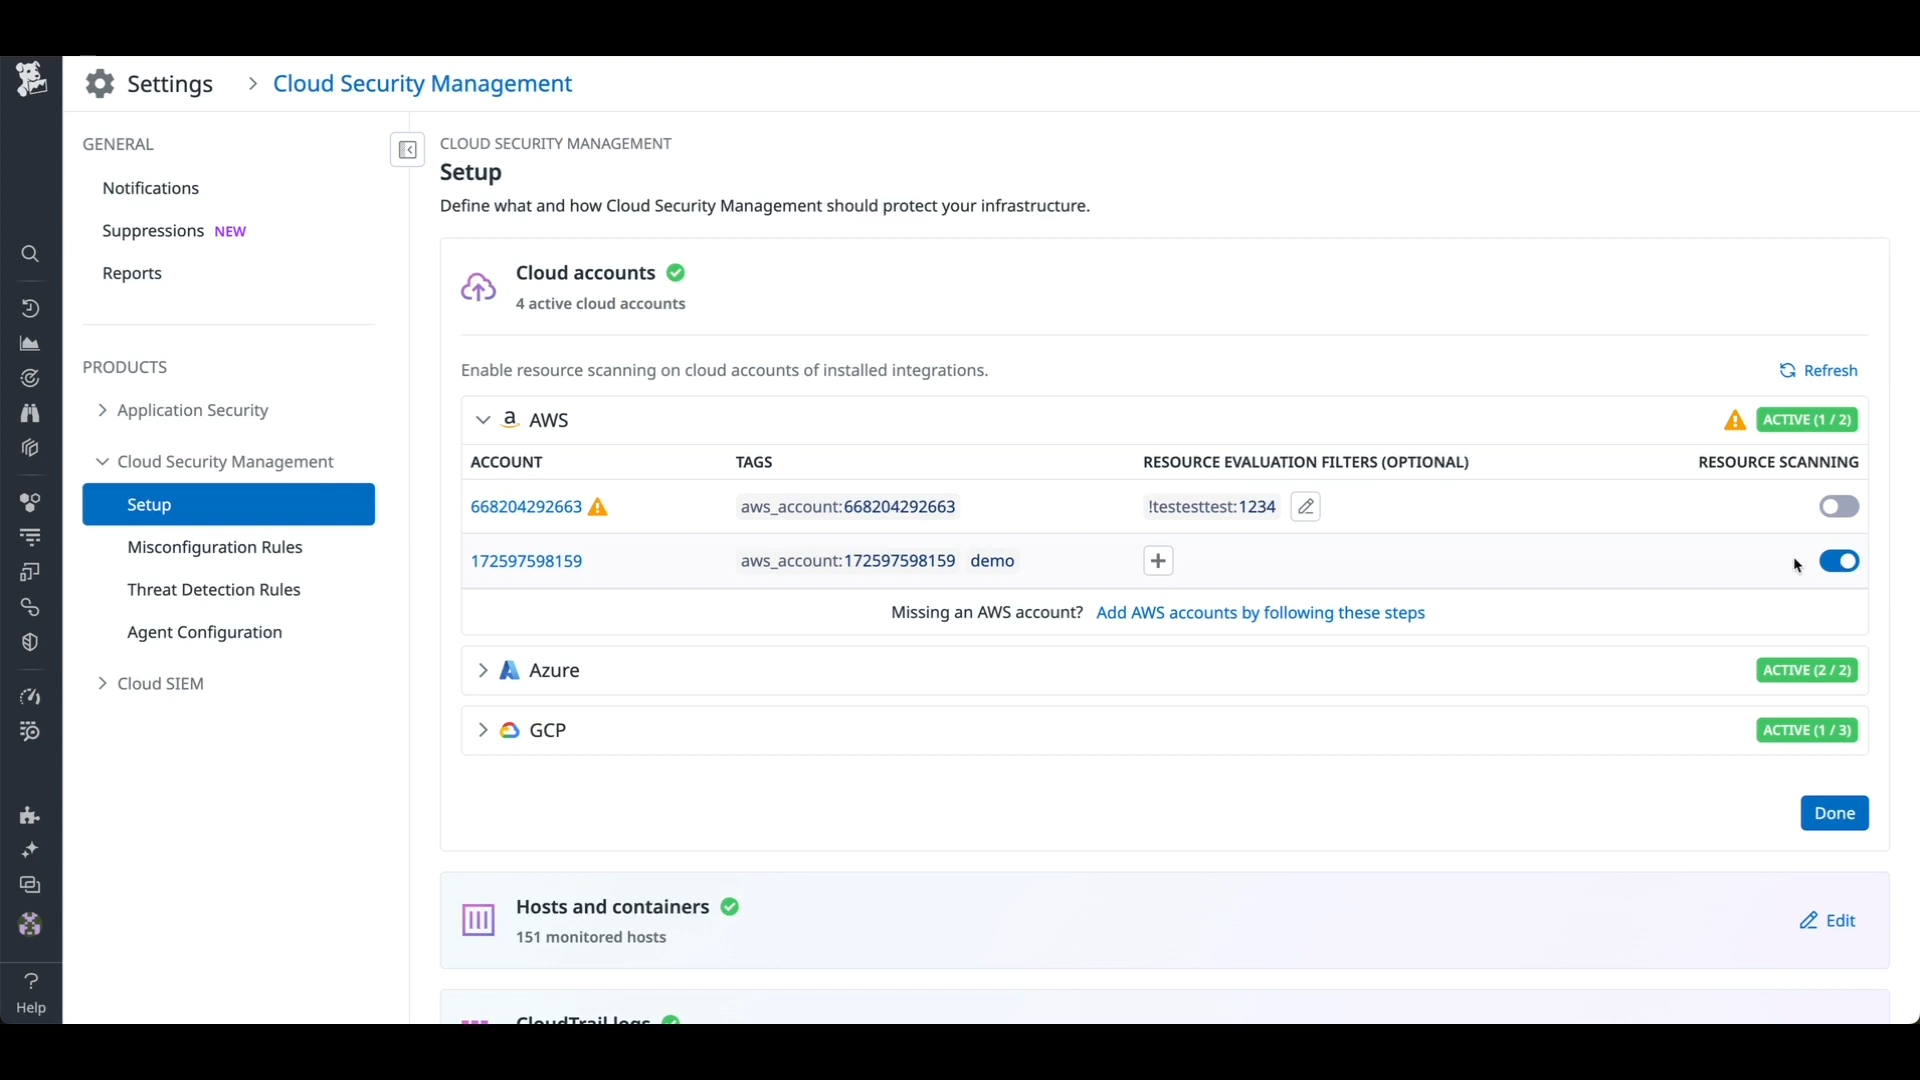 Settings > Cloud Security Management
GENERAL
Notifications
Suppressions NEW
Reports
PRODUCTS
Application Security
Cloud Security Management
Setup
Misconfiguration Rules
Threat Detection Rules
Agent Configuration
Cloud SIEM
Help
CLOUD SECURITY MANAGEMENT
Setup
Define what and how Cloud Security Management should protect your infrastructure.
Cloud accounts
4 active cloud accounts
Enable resource scanning on cloud accounts of installed integrations.
Refresh
AWS ACTIVE (1 / 2)
ACCOUNT TAGS RESOURCE EVALUATION FILTERS (OPTIONAL) RESOURCE SCANNING
668204292663 aws_account:668204292663 !testesttest:1234
172597598159 aws_account:172597598159 demo
Missing an AWS account? Add AWS accounts by following these steps
Azure ACTIVE (2 / 2)
GCP ACTIVE (1 / 3)
Done
Hosts and containers
151 monitored hosts
Edit
CloudTrail logs